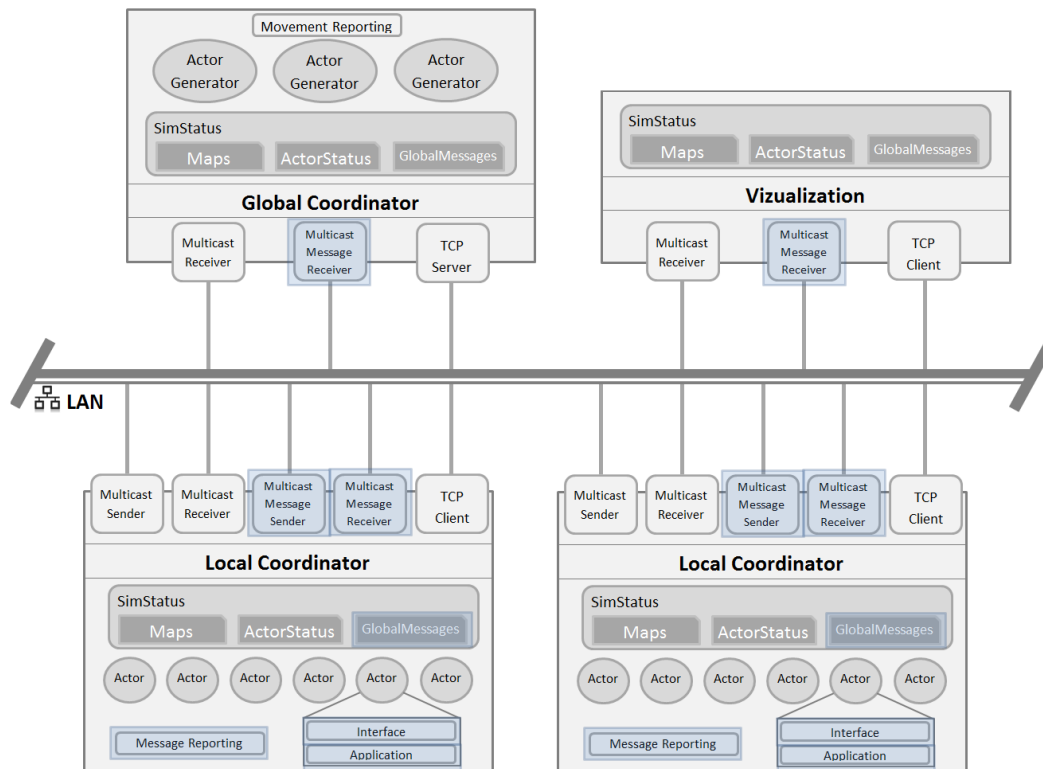 Movement Reporting
Actor
Generator
Actor
Generator
Actor
Generator
SimStatus
Maps
ActorStatus
GlobalMessages
Global Coordinator
Multicast
Receiver
Multicast
Message
Receiver
TCP
Server
SimStatus
Maps
ActorStatus
GlobalMessages
Vizualization
Multicast
Receiver
Multicast
Message
Receiver
TCP
Client
LAN
Multicast
Sender
Multicast
Receiver
Multicast
Message
Sender
Multicast
Message
Receiver
TCP
Client
Local Coordinator
SimStatus
Maps
ActorStatus
GlobalMessages
Actor
Actor
Actor
Actor
Actor
Actor
Message Reporting
Interface
Application
Multicast
Sender
Multicast
Receiver
Multicast
Message
Sender
Multicast
Message
Receiver
TCP
Client
Local Coordinator
SimStatus
Maps
ActorStatus
GlobalMessages
Actor
Actor
Actor
Actor
Actor
Actor
Message Reporting
Interface
Application